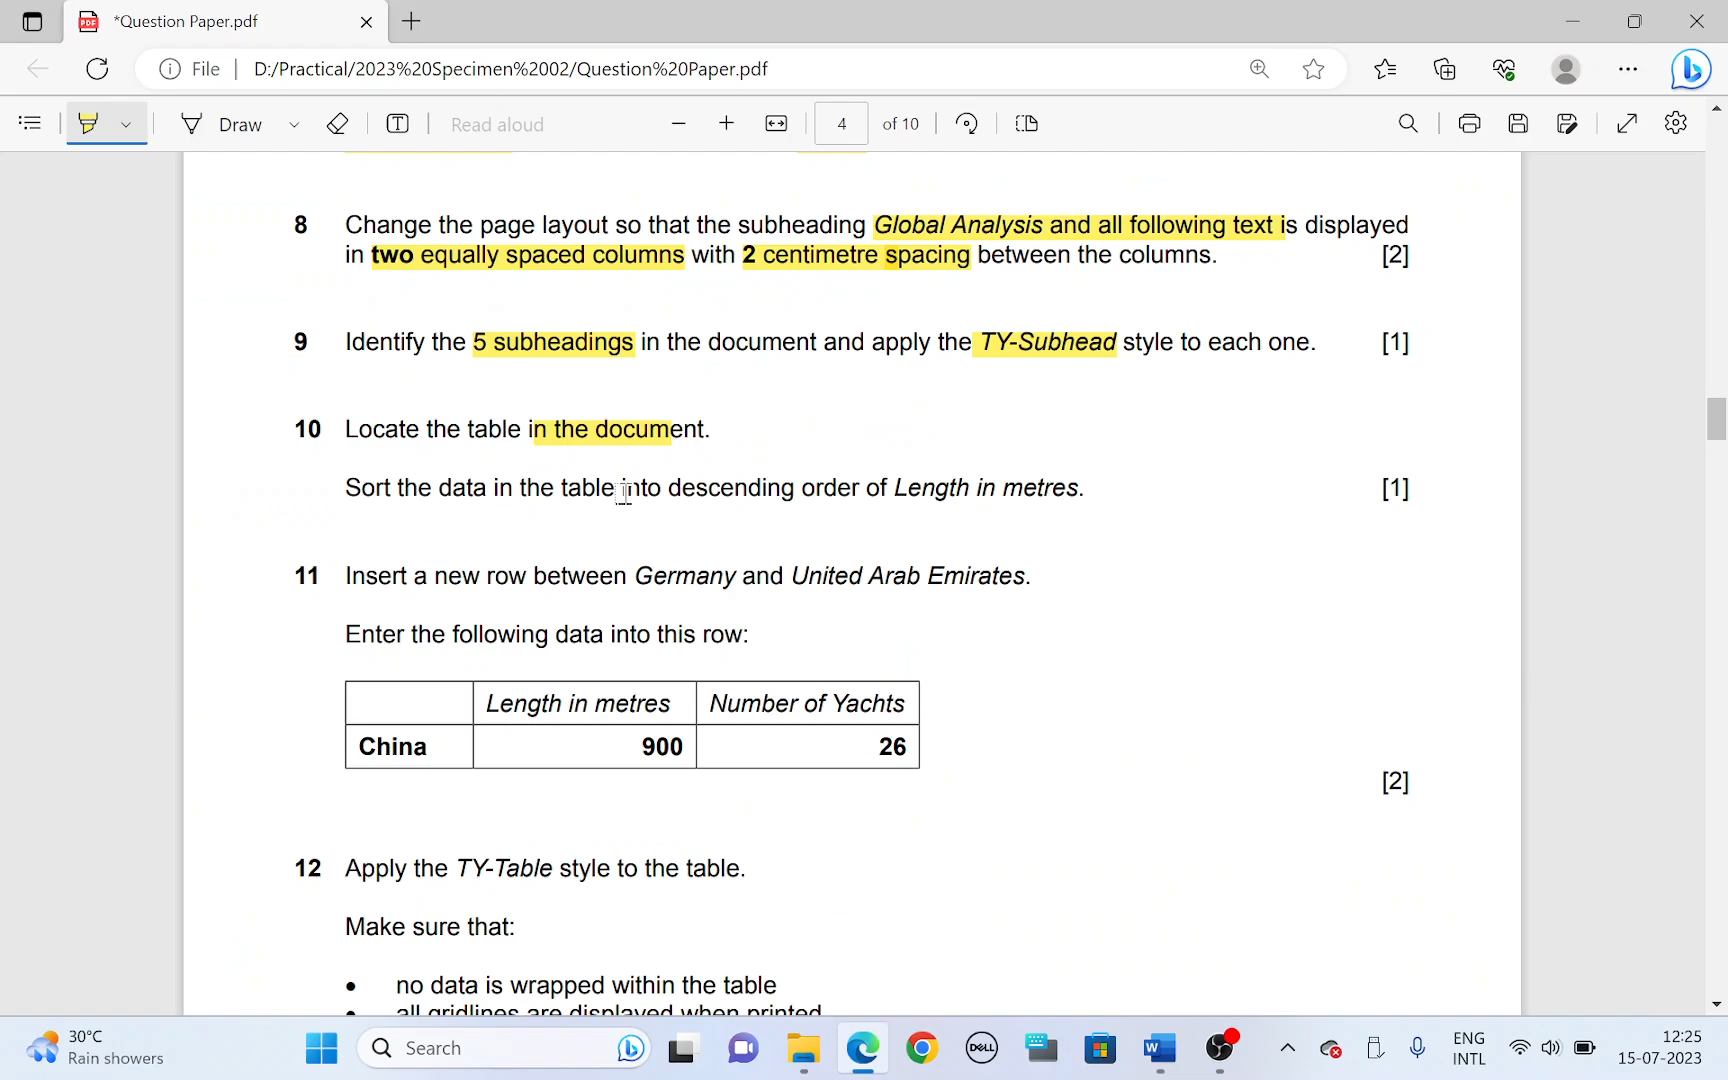 *Question Paper.pdf
File | D:/Practical/2023%20Specimen%2002/Question%20Paper.pdf
Draw
Read aloud
4 of 10
8 Change the page layout so that the subheading Global Analysis and all following text is displayed
in two equally spaced columns with 2 centimetre spacing between the columns. [2]
9 Identify the 5 subheadings in the document and apply the TY-Subhead style to each one. [1]
10 Locate the table in the document.
Sort the data in the table into descending order of Length in metres. [1]
11 Insert a new row between Germany and United Arab Emirates.
Enter the following data into this row:
Length in metres Number of Yachts
China 900 26
[2]
12 Apply the TY-Table style to the table.
Make sure that:
• no data is wrapped within the table
• all gridlines are displayed when printed
30°C
Rain showers
Search
DELL
ENG
INTL
12:25
15-07-2023